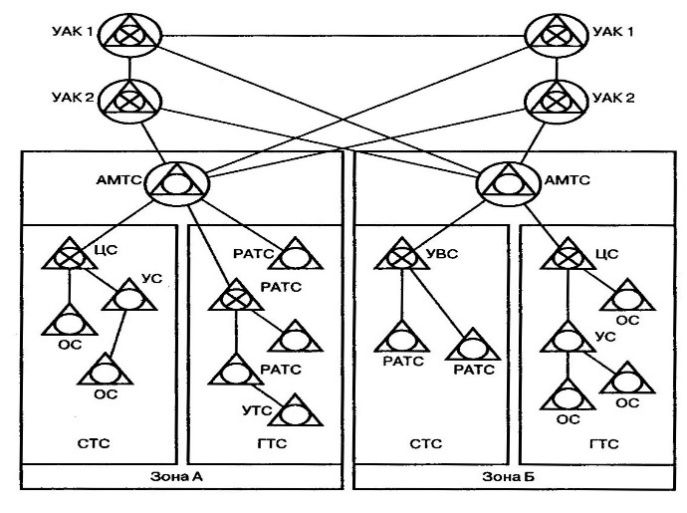 УАК 1
УАК 1
УАК 2
УАК 2
АМТС
АМТС
ЦС
РАТС
УВС
ЦС
УС
РАТС
ОС
ОС
УС
РАТС
РАТС
РАТС
ОС
УТС
ОС
ОС
СТС
ГТС
СТС
ГТС
Зона А
Зона Б